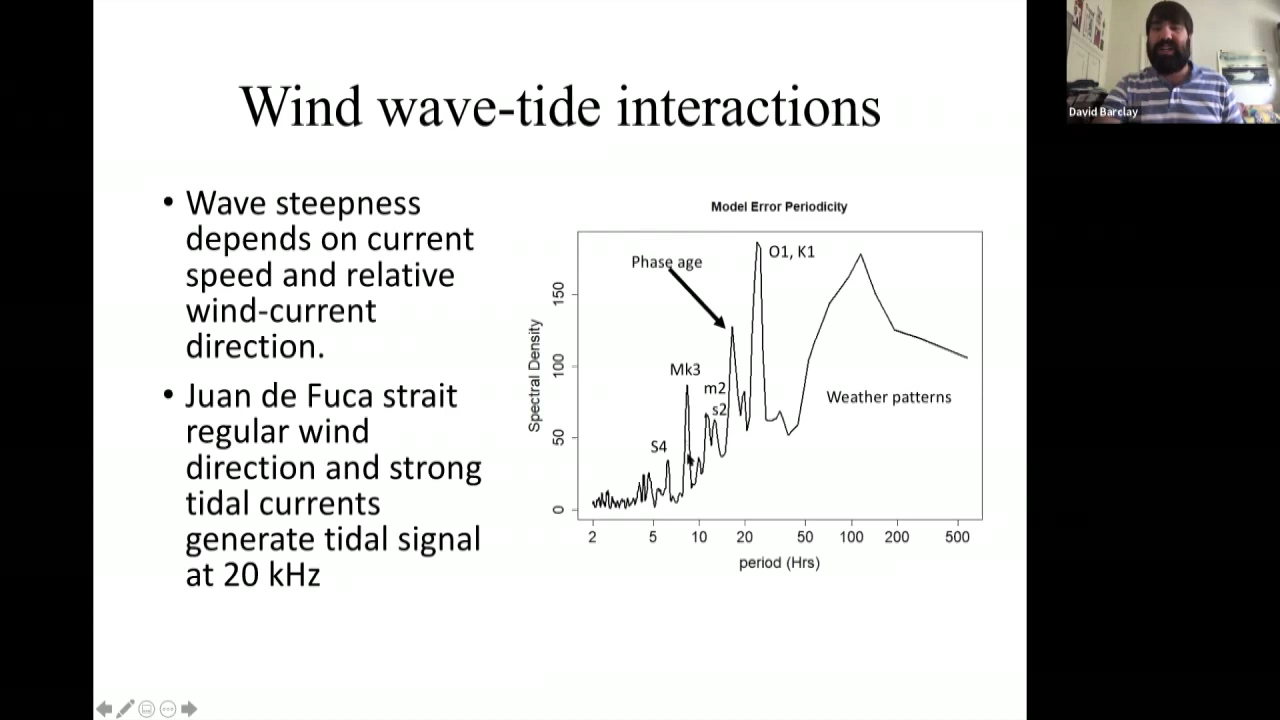 Wind wave-tide interactions
• Wave steepness
depends on current
speed and relative
wind-current
direction.
• Juan de Fuca strait
regular wind
direction and strong
tidal currents
generate tidal signal
at 20 kHz
Model Error Periodicity
Phase age
O1, K1
Mk3
m2
s2
S4
Weather patterns
Spectral Density
0
50
100
150
2
5
10
20
50
100
200
500
period (Hrs)
David Barclay